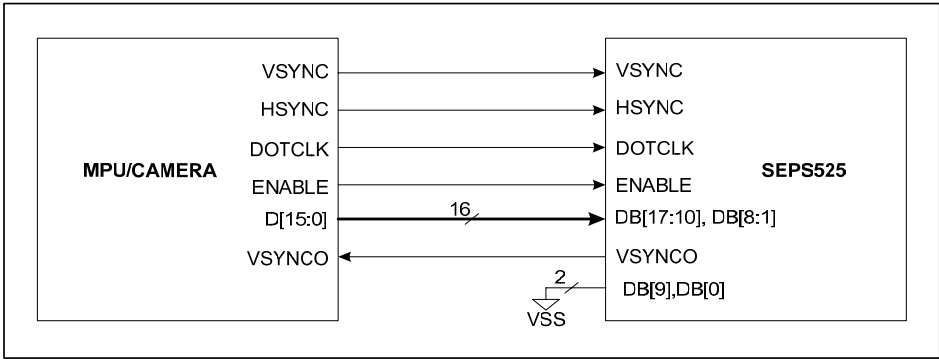 VSYNC VSYNC
HSYNC HSYNC
DOTCLK DOTCLK
MPU/CAMERA SEPS525
ENABLE ENABLE
D[15:0] 16 DB[17:10], DB[8:1]
VSYNCO VSYNCO
2 DB[9],DB[0]
VSS